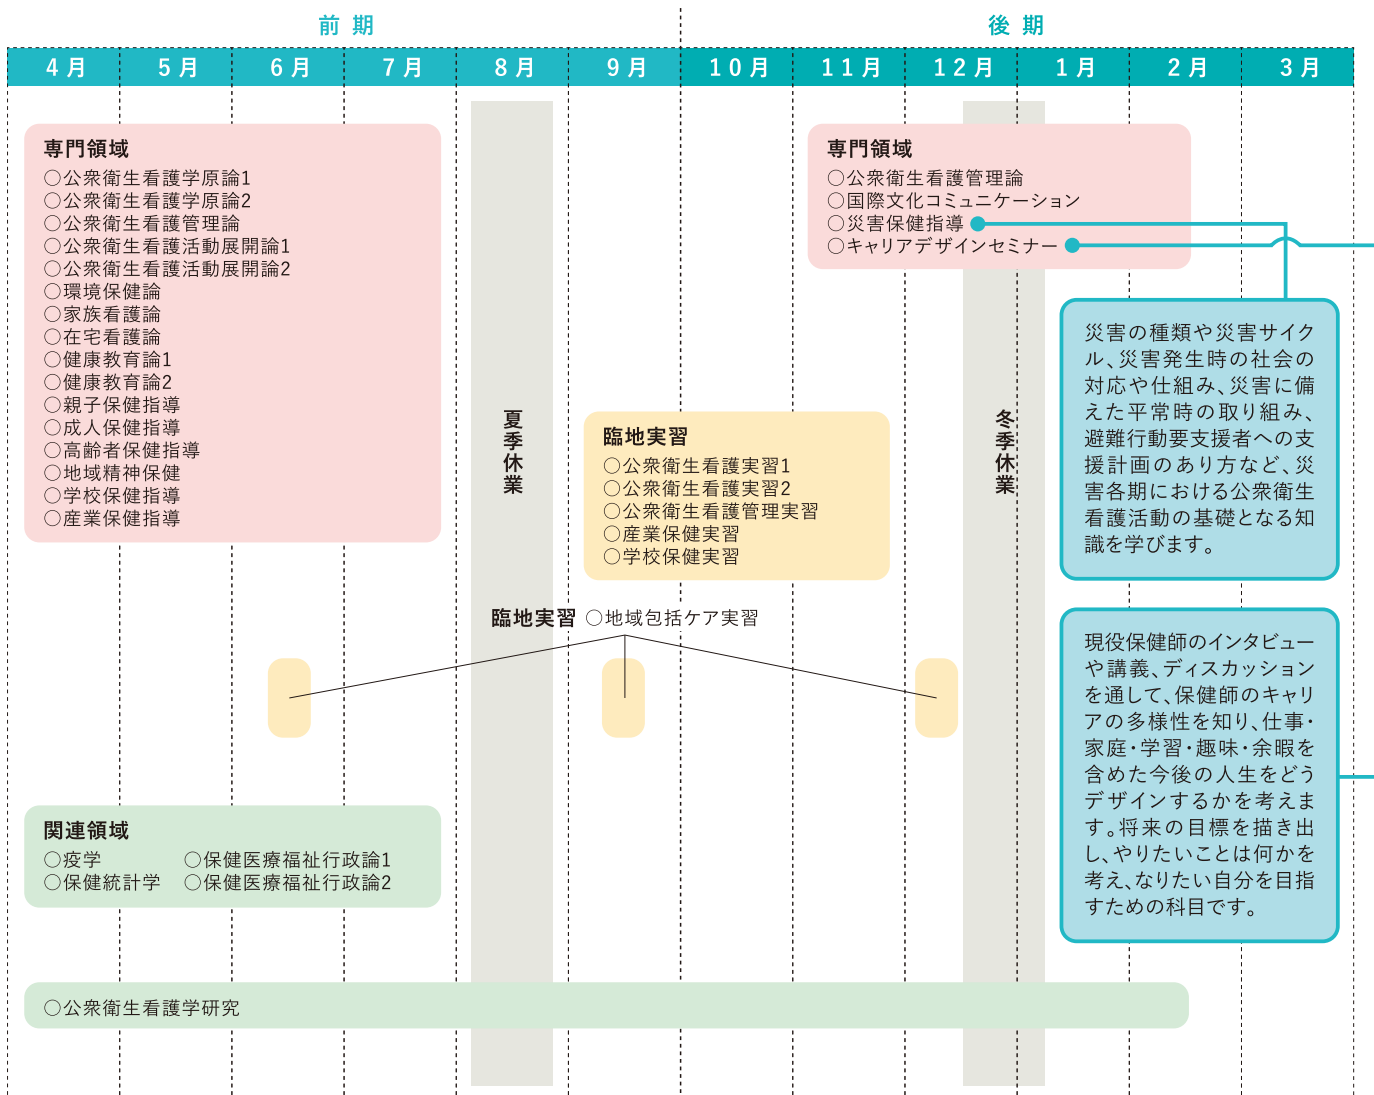 前期
後期
4月 5月 6月 7月 8月 9月 10月 11月 12月 1月 2月 3月
専門領域
○公衆衛生看護学原論1
○公衆衛生看護学原論2
○公衆衛生看護管理論
○公衆衛生看護活動展開論1
○公衆衛生看護活動展開論2
○環境保健論
○家族看護論
○在宅看護論
○健康教育論1
○健康教育論2
○親子保健指導
○成人保健指導
○高齢者保健指導
○地域精神保健
○学校保健指導
○産業保健指導
夏季休業
臨地実習
○公衆衛生看護実習1
○公衆衛生看護実習2
○公衆衛生看護管理実習
○産業保健実習
○学校保健実習
専門領域
○公衆衛生看護管理論
○国際文化コミュニケーション
○災害保健指導
○キャリアデザインセミナー
冬季休業
災害の種類や災害サイク
ル、災害発生時の社会の
対応や仕組み、災害に備
えた平常時の取り組み、
避難行動要支援者への支
援計画のあり方など、災
害各期における公衆衛生
看護活動の基礎となる知
識を学びます。
臨地実習 ○地域包括ケア実習
現役保健師のインタビュー
や講義、ディスカッション
を通して、保健師のキャリ
アの多様性を知り、仕事・
家庭・学習・趣味・余暇を
含めた今後の人生をどう
デザインするかを考えま
す。将来の目標を描き出
し、やりたいことは何かを
考え、なりたい自分を目指
すための科目です。
関連領域
○疫学 ○保健医療福祉行政論1
○保健統計学 ○保健医療福祉行政論2
○公衆衛生看護学研究